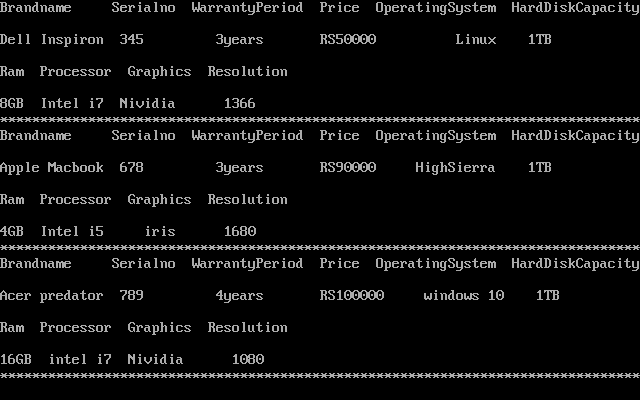 Brandname     Serialno  WarrantyPeriod  Price  OperatingSystem  HardDiskCapacity
Dell Inspiron  345         3years       RS50000          Linux    1TB
Ram  Processor  Graphics  Resolution
8GB  Intel i7  Nividia      1366
********************************************************************************
Brandname     Serialno  WarrantyPeriod  Price  OperatingSystem  HardDiskCapacity
Apple Macbook  678         3years       RS90000     HighSierra    1TB
Ram  Processor  Graphics  Resolution
4GB  Intel i5     iris      1680
********************************************************************************
Brandname     Serialno  WarrantyPeriod  Price  OperatingSystem  HardDiskCapacity
Acer predator  789         4years       RS100000     windows 10    1TB
Ram  Processor  Graphics  Resolution
16GB  intel i7  Nividia      1080
********************************************************************************